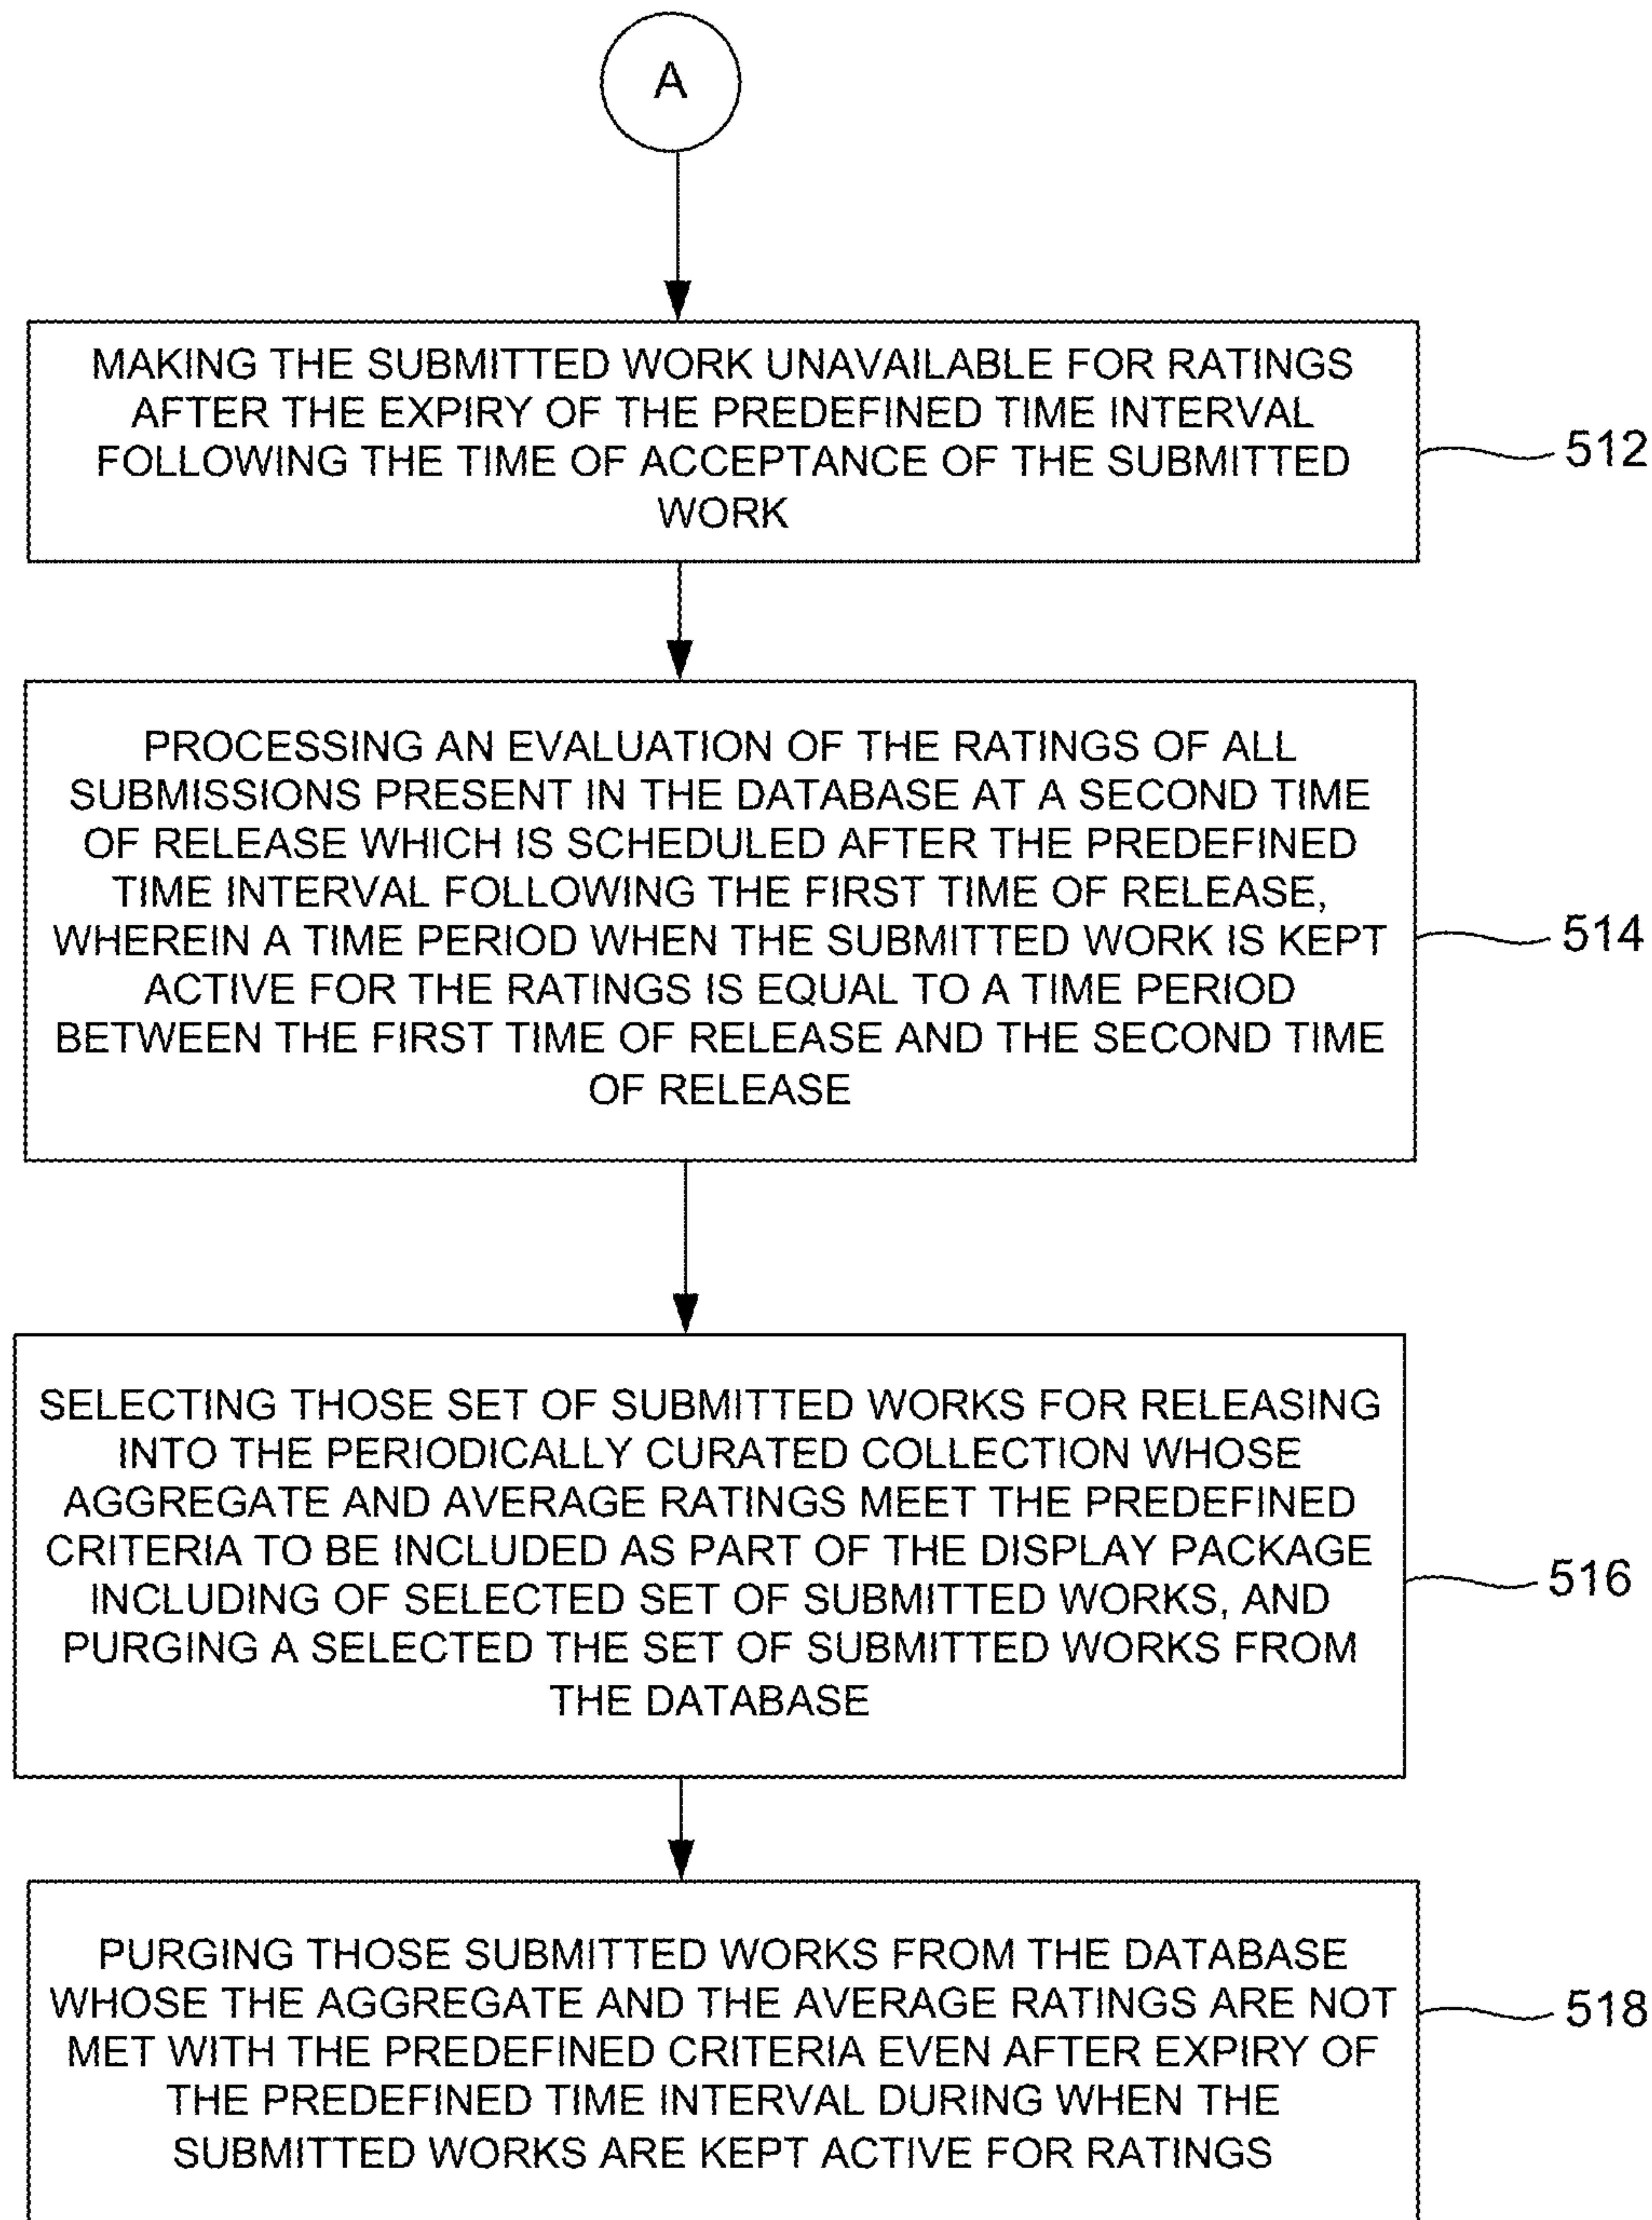 A
MAKING THE SUBMITTED WORK UNAVAILABLE FOR RATINGS
AFTER THE EXPIRY OF THE PREDEFINED TIME INTERVAL
FOLLOWING THE TIME OF ACCEPTANCE OF THE SUBMITTED
WORK
512
PROCESSING AN EVALUATION OF THE RATINGS OF ALL
SUBMISSIONS PRESENT IN THE DATABASE AT A SECOND TIME
OF RELEASE WHICH IS SCHEDULED AFTER THE PREDEFINED
TIME INTERVAL FOLLOWING THE FIRST TIME OF RELEASE,
WHEREIN A TIME PERIOD WHEN THE SUBMITTED WORK IS KEPT
ACTIVE FOR THE RATINGS IS EQUAL TO A TIME PERIOD
BETWEEN THE FIRST TIME OF RELEASE AND THE SECOND TIME
OF RELEASE
514
SELECTING THOSE SET OF SUBMITTED WORKS FOR RELEASING
INTO THE PERIODICALLY CURATED COLLECTION WHOSE
AGGREGATE AND AVERAGE RATINGS MEET THE PREDEFINED
CRITERIA TO BE INCLUDED AS PART OF THE DISPLAY PACKAGE
INCLUDING OF SELECTED SET OF SUBMITTED WORKS, AND
PURGING A SELECTED THE SET OF SUBMITTED WORKS FROM
THE DATABASE
516
PURGING THOSE SUBMITTED WORKS FROM THE DATABASE
WHOSE THE AGGREGATE AND THE AVERAGE RATINGS ARE NOT
MET WITH THE PREDEFINED CRITERIA EVEN AFTER EXPIRY OF
THE PREDEFINED TIME INTERVAL DURING WHEN THE
SUBMITTED WORKS ARE KEPT ACTIVE FOR RATINGS
518